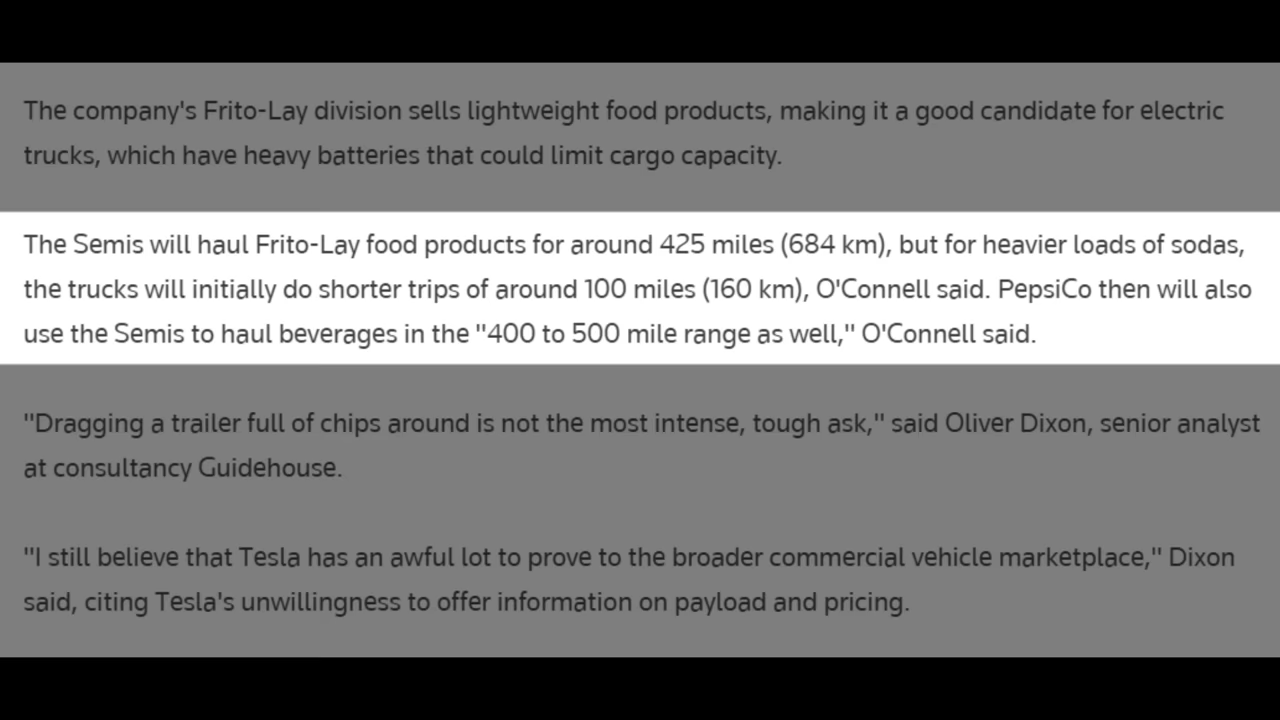 The company's Frito-Lay division sells lightweight food products, making it a good candidate for electric
trucks, which have heavy batteries that could limit cargo capacity.
The Semis will haul Frito-Lay food products for around 425 miles (684 km), but for heavier loads of sodas,
the trucks will initially do shorter trips of around 100 miles (160 km), O'Connell said. PepsiCo then will also
use the Semis to haul beverages in the "400 to 500 mile range as well," O'Connell said.
"Dragging a trailer full of chips around is not the most intense, tough ask," said Oliver Dixon, senior analyst
at consultancy Guidehouse.
"I still believe that Tesla has an awful lot to prove to the broader commercial vehicle marketplace," Dixon
said, citing Tesla's unwillingness to offer information on payload and pricing.